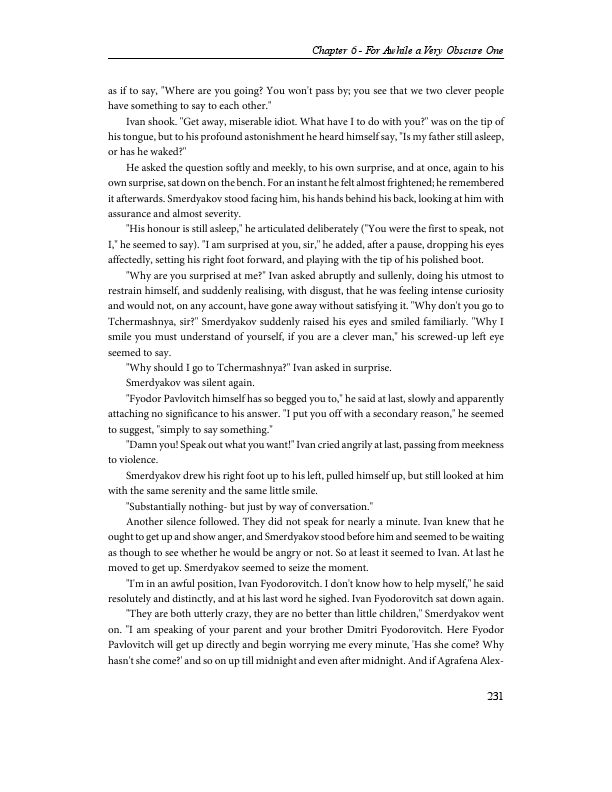 Chapter 6 - For Awhile a Very Obscure One
as if to say, "Where are you going? You won't pass by; you see that we two clever people
have something to say to each other."
Ivan shook. "Get away, miserable idiot. What have I to do with you?" was on the tip of
his tongue, but to his profound astonishment he heard himself say, "Is my father still asleep,
or has he waked?"
He asked the question softly and meekly, to his own surprise, and at once, again to his
own surprise, sat down on the bench. For an instant he felt almost frightened; he remembered
it afterwards. Smerdyakov stood facing him, his hands behind his back, looking at him with
assurance and almost severity.
"His honour is still asleep," he articulated deliberately ("You were the first to speak, not
I," he seemed to say). "I am surprised at you, sir," he added, after a pause, dropping his eyes
affectedly, setting his right foot forward, and playing with the tip of his polished boot.
"Why are you surprised at me?" Ivan asked abruptly and sullenly, doing his utmost to
restrain himself, and suddenly realising, with disgust, that he was feeling intense curiosity
and would not, on any account, have gone away without satisfying it. "Why don't you go to
Tchermashnya, sir?" Smerdyakov suddenly raised his eyes and smiled familiarly. "Why I
smile you must understand of yourself, if you are a clever man," his screwed-up left eye
seemed to say.
"Why should I go to Tchermashnya?" Ivan asked in surprise.
Smerdyakov was silent again.
"Fyodor Pavlovitch himself has so begged you to," he said at last, slowly and apparently
attaching no significance to his answer. "I put you off with a secondary reason," he seemed
to suggest, "simply to say something."
"Damn you! Speak out what you want!" Ivan cried angrily at last, passing from meekness
to violence.
Smerdyakov drew his right foot up to his left, pulled himself up, but still looked at him
with the same serenity and the same little smile.
"Substantially nothing- but just by way of conversation."
Another silence followed. They did not speak for nearly a minute. Ivan knew that he
ought to get up and show anger, and Smerdyakov stood before him and seemed to be waiting
as though to see whether he would be angry or not. So at least it seemed to Ivan. At last he
moved to get up. Smerdyakov seemed to seize the moment.
"I'm in an awful position, Ivan Fyodorovitch. I don't know how to help myself," he said
resolutely and distinctly, and at his last word he sighed. Ivan Fyodorovitch sat down again.
"They are both utterly crazy, they are no better than little children," Smerdyakov went
on. "I am speaking of your parent and your brother Dmitri Fyodorovitch. Here Fyodor
Pavlovitch will get up directly and begin worrying me every minute, 'Has she come? Why
hasn't she come?' and so on up till midnight and even after midnight. And if Agrafena Alex-
231